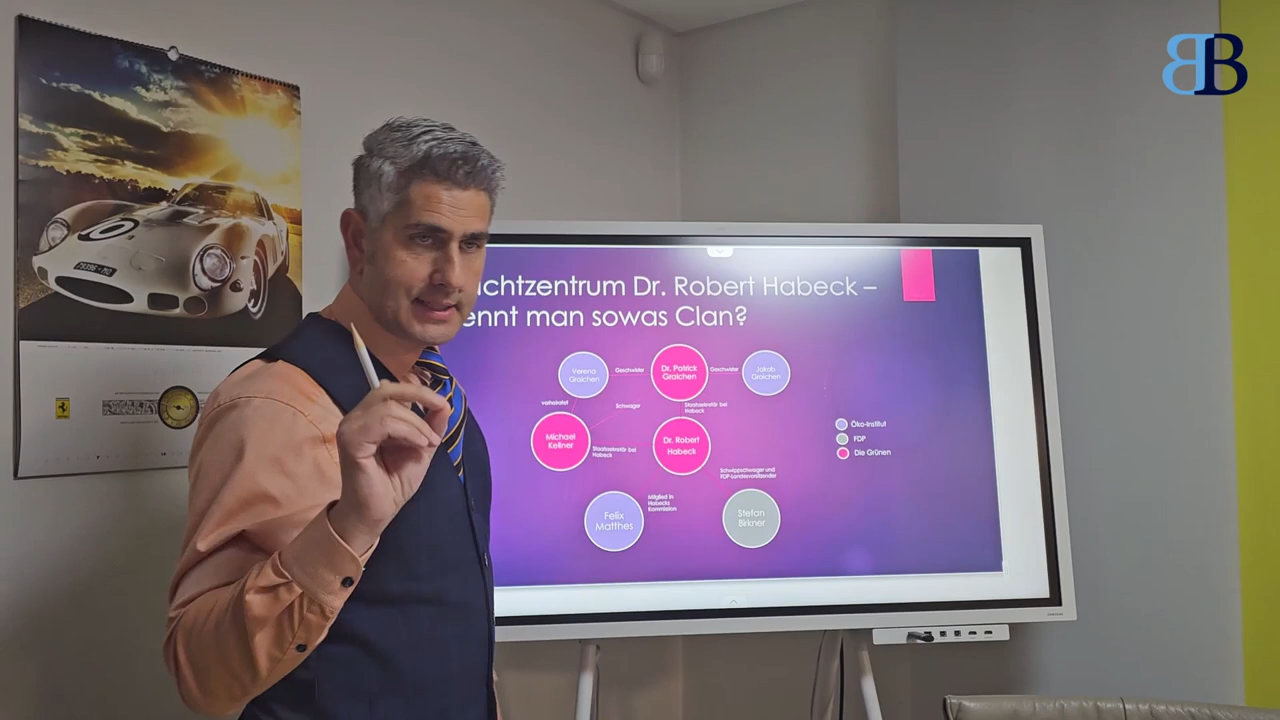 BB
ichtzentrum Dr. Robert Habeck –
ennt man sowas Clan?
Verena
Graichen
Geschwister
Dr. Patrick
Graichen
Geschwister
Jakob
Graichen
verheiratet
Schwager
Staatssekretär bei
Habeck
Michael
Kellner
Staatssekretär bei
Habeck
Dr. Robert
Habeck
Öko-Institut
FDP
Die Grünen
Schwippschwager und
FDP-Landesvorsitzender
Felix
Matthes
Mitglied in
Habecks
Kommission
Stefan
Birkner